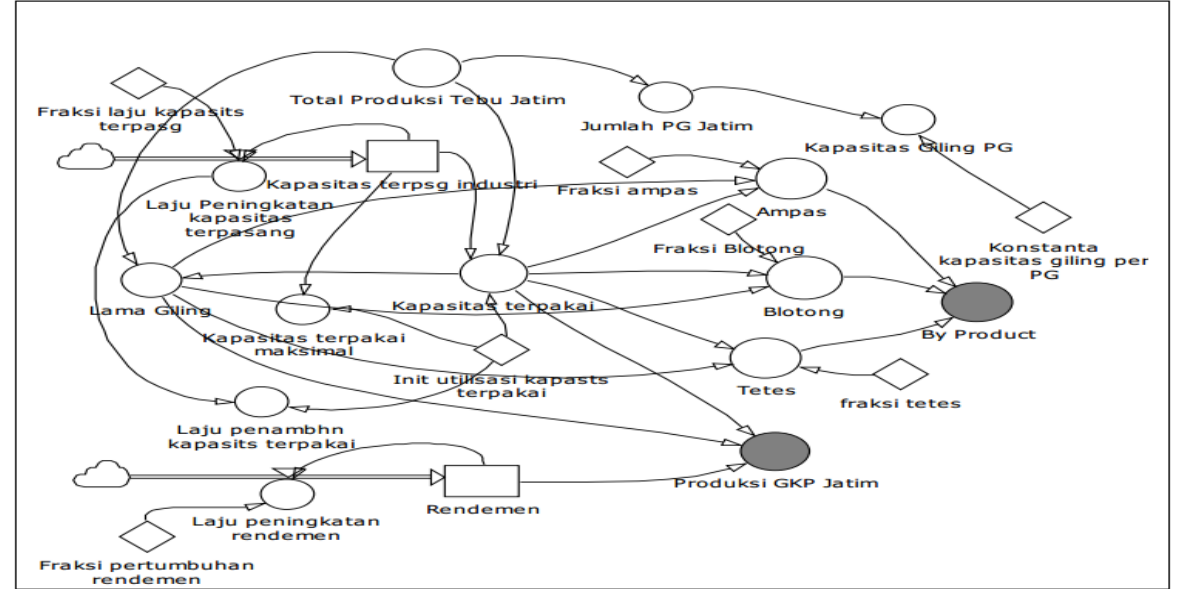 Total Produksi Tebu Jatim
Fraksi laju kapasits
terpasg
Jumlah PG Jatim
Kapasitas Giling PG
Kapasitas terpsg industri
Fraksi ampas
Laju Peningkatan
kapasitas
terpasang
Ampas
Fraksi Blotong
Konstanta
kapasitas giling per
PG
Lama Giling
Kapasitas terpakai
Blotong
Kapasitas terpakai
maksimal
By Product
Init utilisasi kapasts
terpakai
Tetes
fraksi tetes
Laju penambhn
kapasits terpakai
Produksi GKP Jatim
Rendemen
Laju peningkatan
rendemen
Fraksi pertumbuhan
rendemen